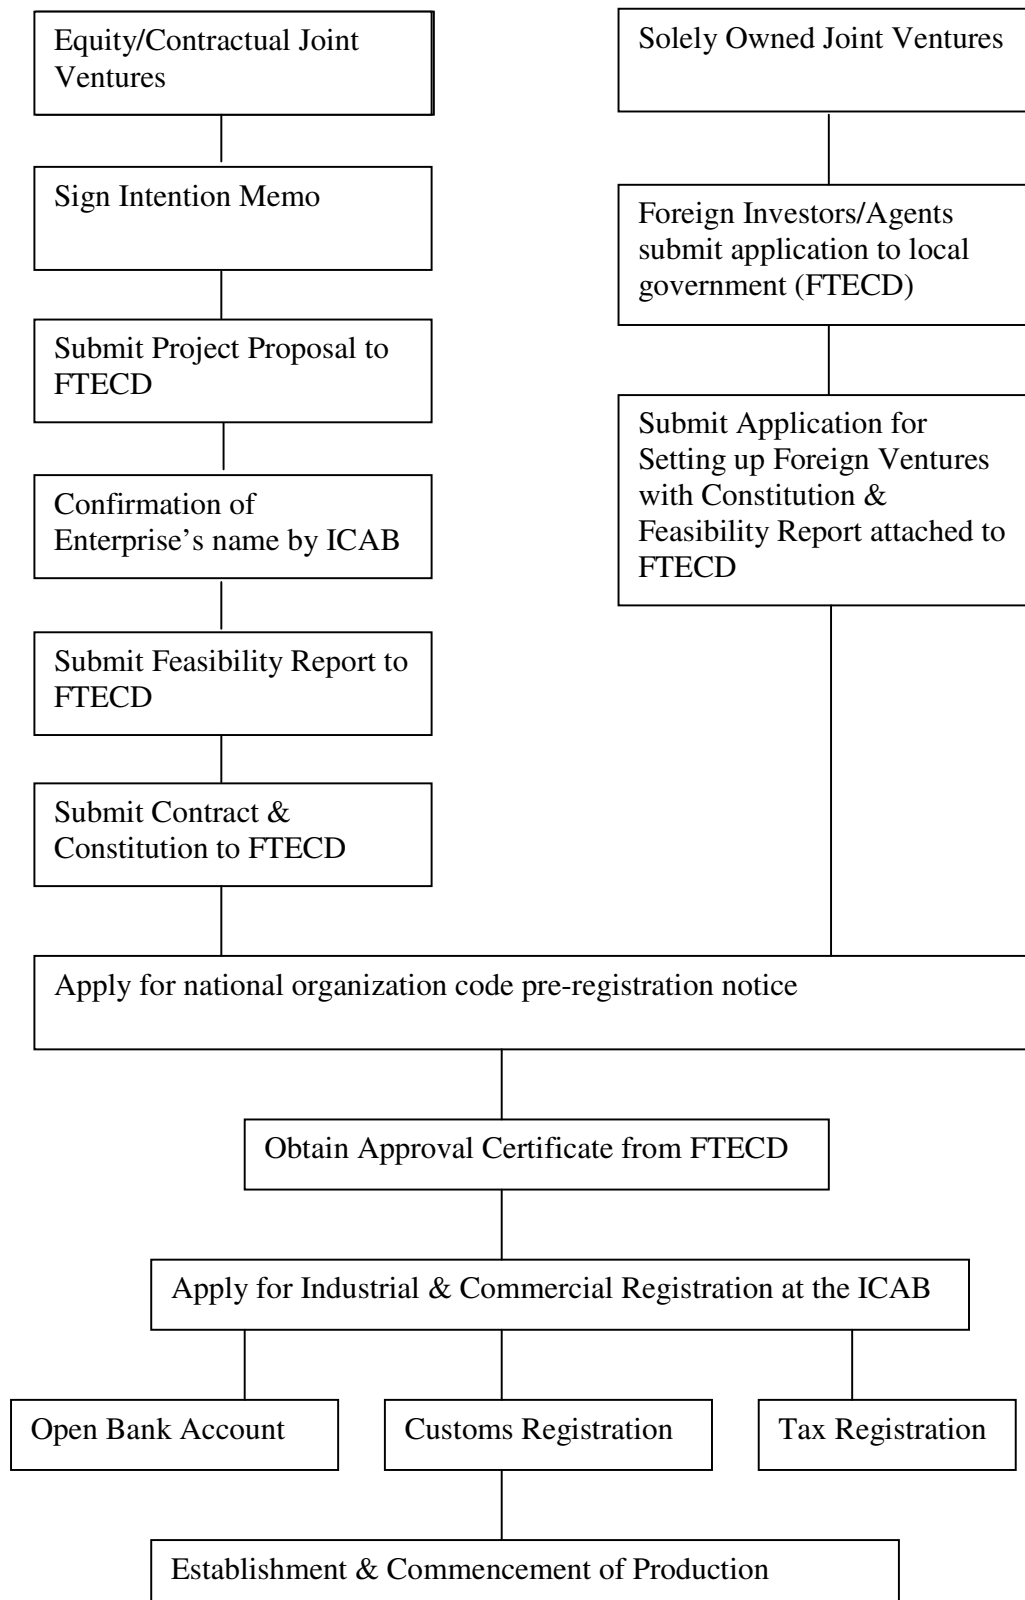 Equity/Contractual Joint
Ventures
Solely Owned Joint Ventures
Sign Intention Memo
Foreign Investors/Agents
submit application to local
government (FTECD)
Submit Project Proposal to
FTECD
Submit Application for
Setting up Foreign Ventures
with Constitution &
Feasibility Report attached to
FTECD
Confirmation of
Enterprise’s name by ICAB
Submit Feasibility Report to
FTECD
Submit Contract &
Constitution to FTECD
Apply for national organization code pre-registration notice
Obtain Approval Certificate from FTECD
Apply for Industrial & Commercial Registration at the ICAB
Open Bank Account
Customs Registration
Tax Registration
Establishment & Commencement of Production